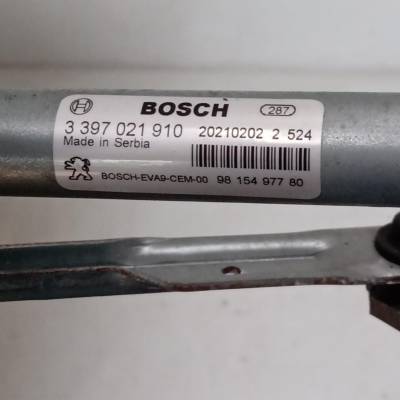 BOSCH 287
3 397 021 910 20210202 2 524
Made in Serbia
BOSCH-EVA9-CEM-00 98 154 977 80